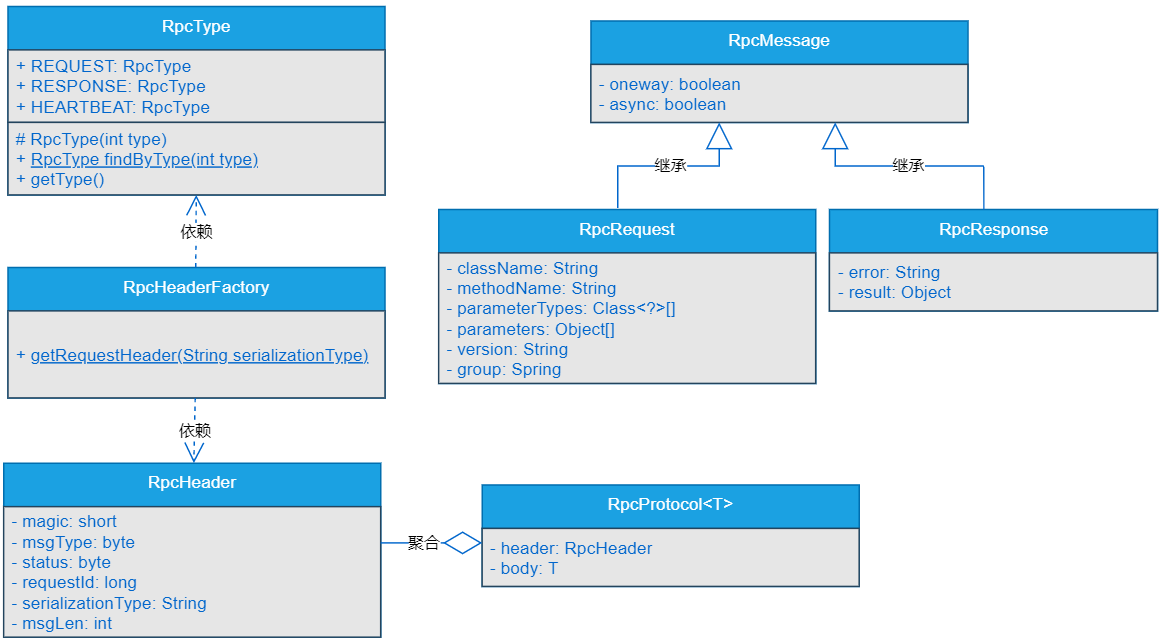 RpcType
+ REQUEST: RpcType
+ RESPONSE: RpcType
+ HEARTBEAT: RpcType
# RpcType(int type)
+ RpcType findByType(int type)
+ getType()
依赖
RpcHeaderFactory
+ getRequestHeader(String serializationType)
依赖
RpcHeader
- magic: short
- msgType: byte
- status: byte
- requestId: long
- serializationType: String
- msgLen: int
聚合
RpcProtocol<T>
- header: RpcHeader
- body: T
RpcMessage
- oneway: boolean
- async: boolean
继承
继承
RpcRequest
- className: String
- methodName: String
- parameterTypes: Class<?>[]
- parameters: Object[]
- version: String
- group: Spring
RpcResponse
- error: String
- result: Object